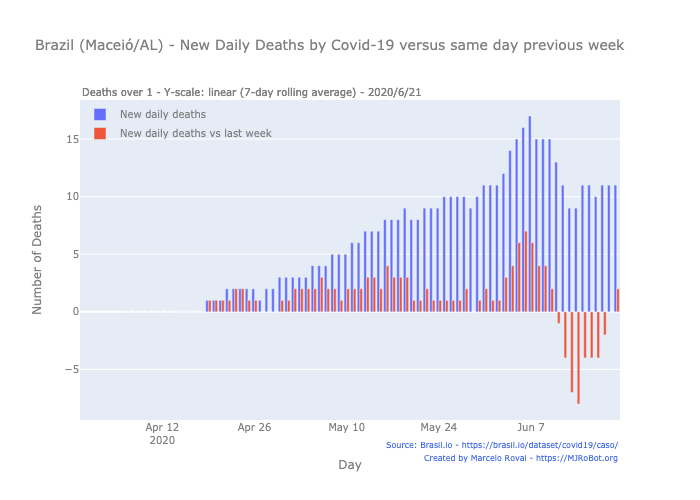 Brazil (Maceió/AL) - New Daily Deaths by Covid-19 versus same day previous week
Deaths over 1 - Y-scale: linear (7-day rolling average) - 2020/6/21
New daily deaths
New daily deaths vs last week
15
10
5
0
−5
Number of Deaths
Apr 12 Apr 26 May 10 May 24 Jun 7
2020
Day
Source: Brasil.io - https://brasil.io/dataset/covid19/caso/
Created by Marcelo Rovai - https://MJRoBot.org